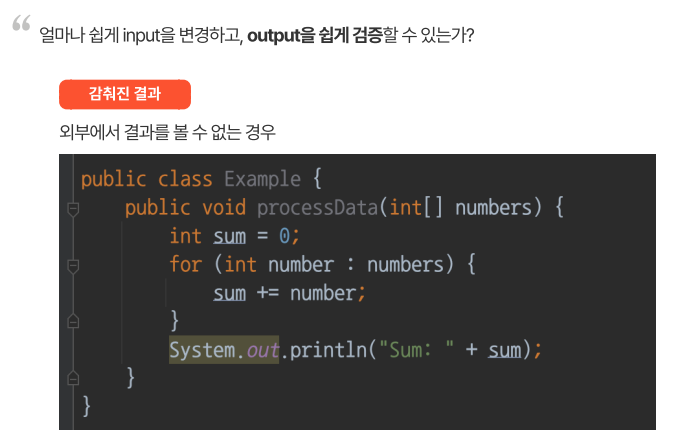 “ 얼마나 쉽게 input을 변경하고, output을 쉽게 검증할 수 있는가?
감춰진 결과
외부에서 결과를 볼 수 없는 경우
public class Example {
    public void processData(int[] numbers) {
        int sum = 0;
        for (int number : numbers) {
            sum += number;
        }
        System.out.println("Sum: " + sum);
    }
}